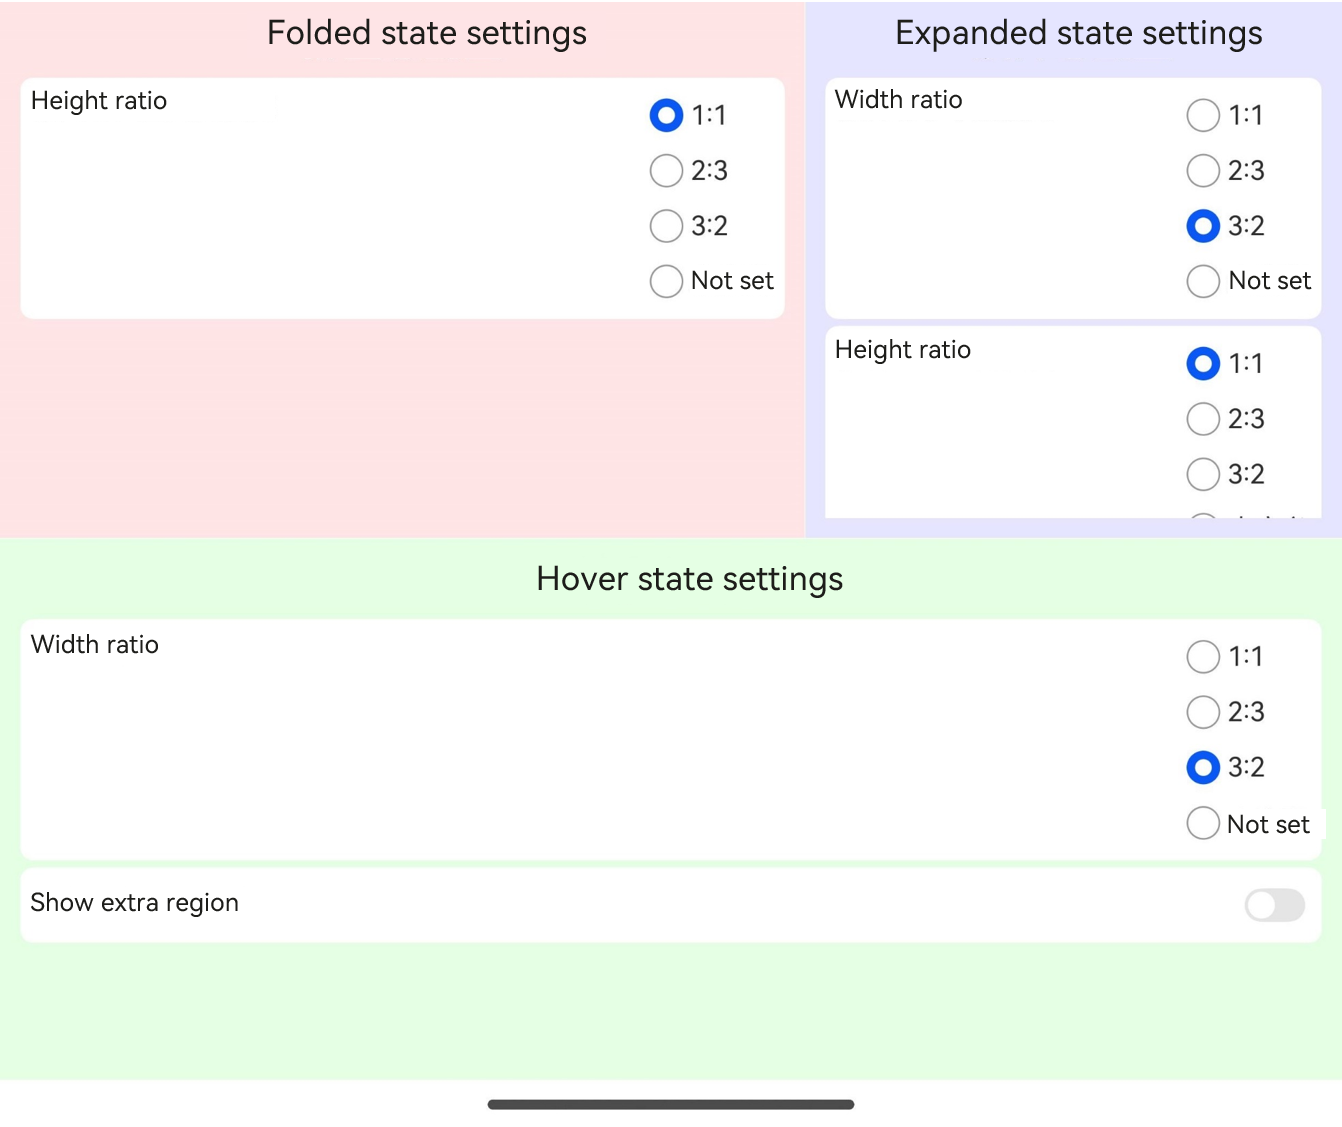 Folded state settings
Height ratio
1:1
2:3
3:2
Not set
Expanded state settings
Width ratio
1:1
2:3
3:2
Not set
Height ratio
1:1
2:3
3:2
Hover state settings
Width ratio
1:1
2:3
3:2
Not set
Show extra region